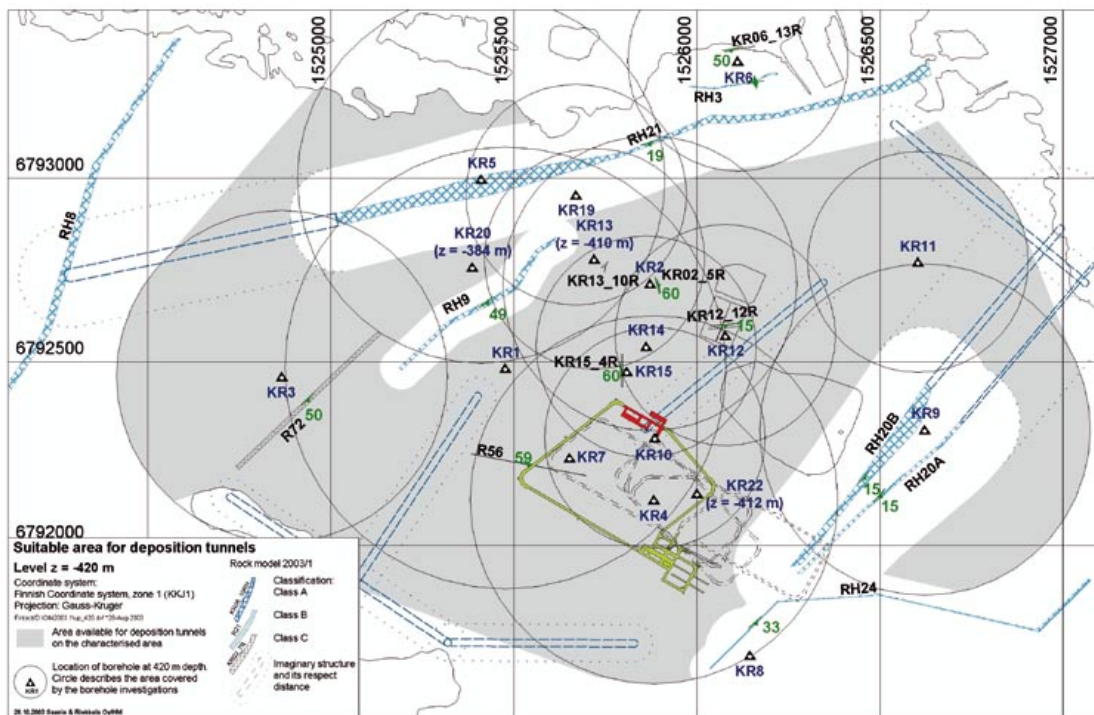 1525000
1525500
1526000
1526500
1527000
KR06_13R
50
KR6
RH3
RH21
19
6793000
KR5
RH8
KR19
KR20
(z = -384 m)
KR13
(z = -410 m)
KR11
KR13_10R
KR2
KR02_5R
60
RH9
49
KR12_12R
15
KR14
KR12
6792500
KR1
KR15_4R
60
KR15
KR3
50
R72
KR9
RH20B
R56
59
KR7
KR10
RH20A
KR22
(z = -412 m)
KR4
15
15
6792000
RH24
33
KR8
Suitable area for deposition tunnels
Level z = -420 m
Coordinate system:
Finnish Coordinate system, zone 1 (KKJ1)
Projection: Gauss-Kruger
Area available for deposition tunnels
on the characterised area
Location of borehole at 420 m depth.
Circle describes the area covered
by the borehole investigations
KR1
Rock model 2003/1
Classification:
Class A
Class B
Class C
Imaginary structure
and its respect
distance